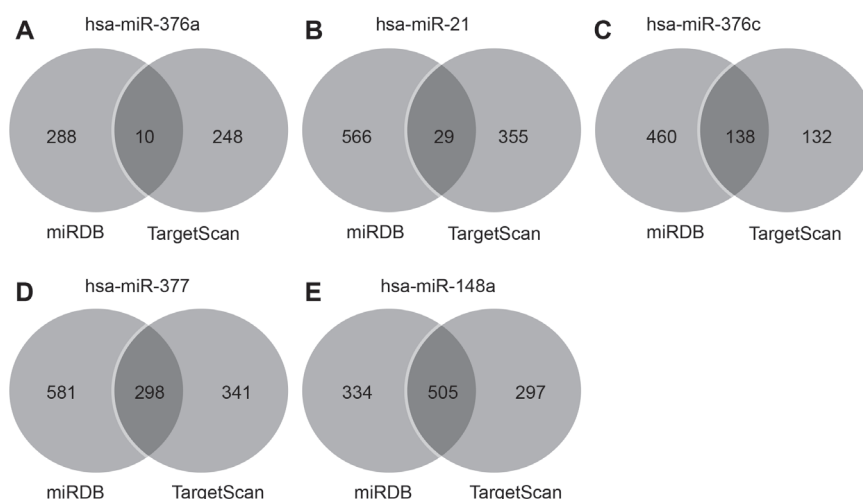 A hsa-miR-376a
288 10 248
miRDB TargetScan
B hsa-miR-21
566 29 355
miRDB TargetScan
C hsa-miR-376c
460 138 132
miRDB TargetScan
D hsa-miR-377
581 298 341
miRDB TargetScan
E hsa-miR-148a
334 505 297
miRDB TargetScan